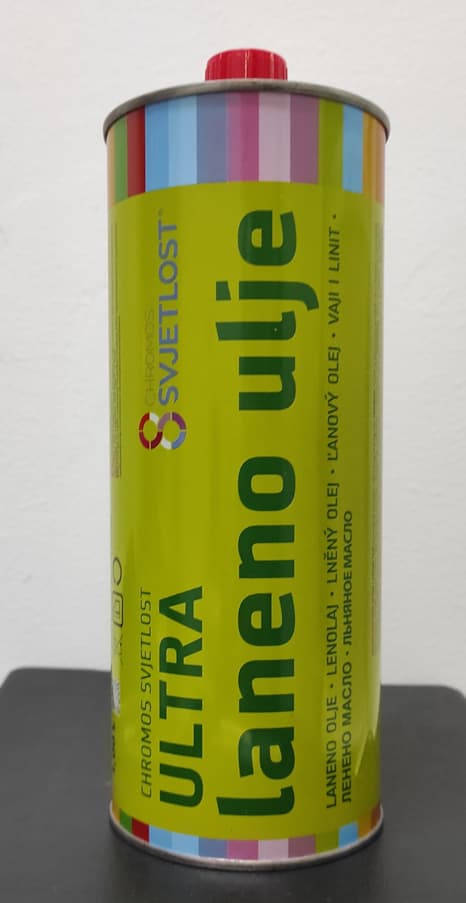 CHROMOS
SVJETLOST
CHROMOS SVJETLOST
ULTRA
laneno ulje
LANENO OLJE · LENOLAJ · LNĚNÝ OLEJ · ĽANOVÝ OLEJ · VAJI I LINIT ·
ЛЕНЕНО МАСЛО · ЛЬНЯНОЕ МАСЛО